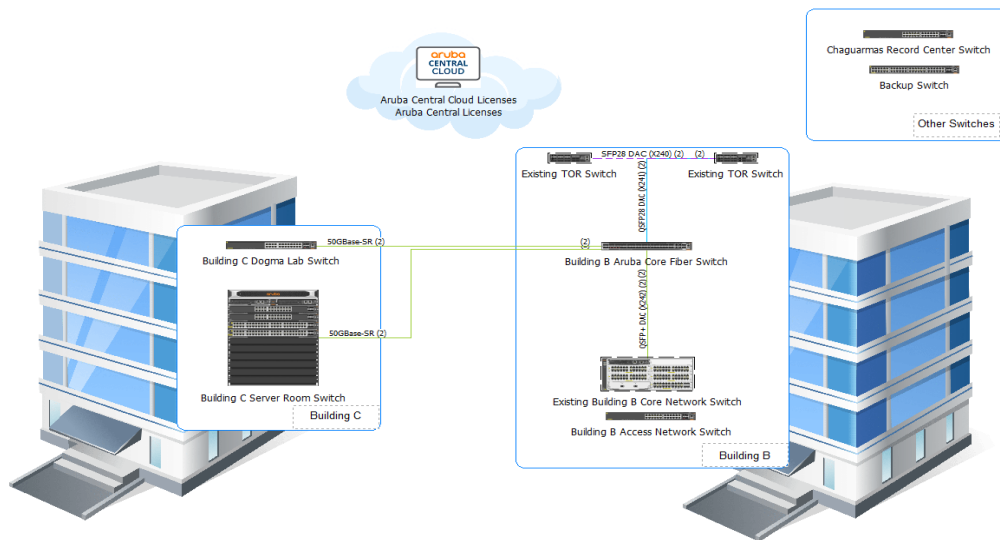 aruba
CENTRAL
CLOUD
Aruba Central Cloud Licenses
Aruba Central Licenses
Chaguarmas Record Center Switch
Backup Switch
Other Switches
SFP28 DAC (X240) (2) (2)
Existing TOR Switch
Existing TOR Switch
QSFP28 DAC (X241) (2)
50GBase-SR (2)
(2)
Building C Dogma Lab Switch
Building B Aruba Core Fiber Switch
QSFP+ DAC (X242) (2) (2)
50GBase-SR (2)
Building C Server Room Switch
Building C
Existing Building B Core Network Switch
Building B Access Network Switch
Building B